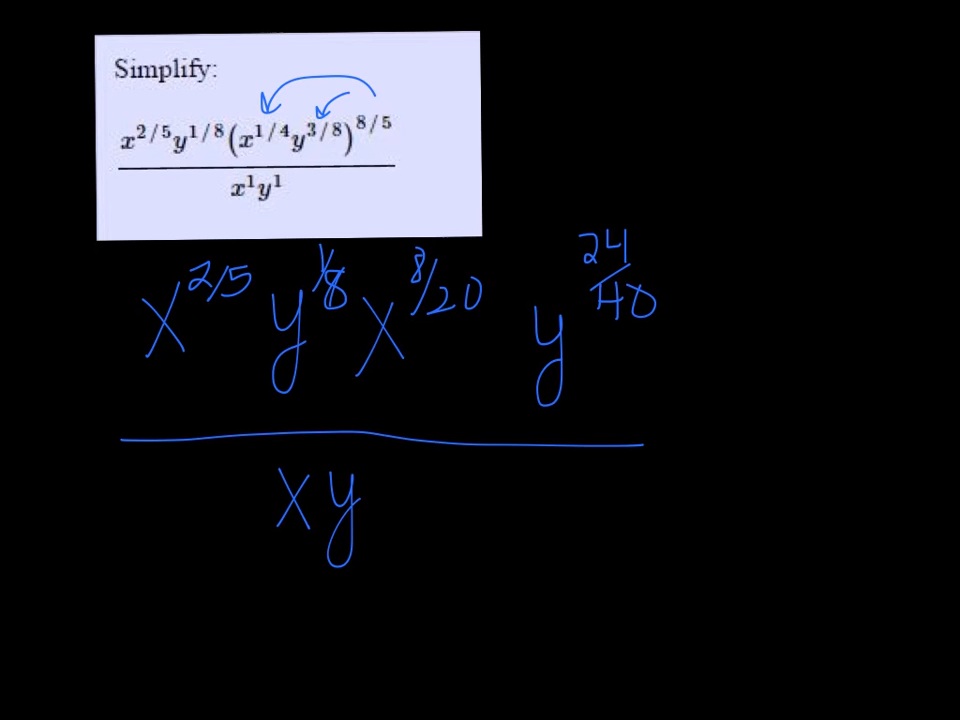 Simplify:
x^{2/5}y^{1/8}(x^{1/4}y^{3/8})^{8/5}
x^1y^1
x^{2/5} y^{1/8} x^{8/20} y^{24/40}
xy